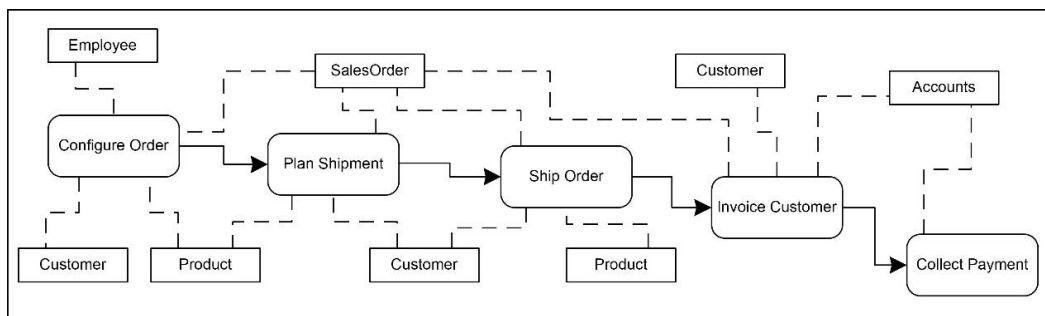 Employee
SalesOrder
Customer
Accounts
Configure Order
Plan Shipment
Ship Order
Invoice Customer
Customer
Product
Customer
Product
Collect Payment